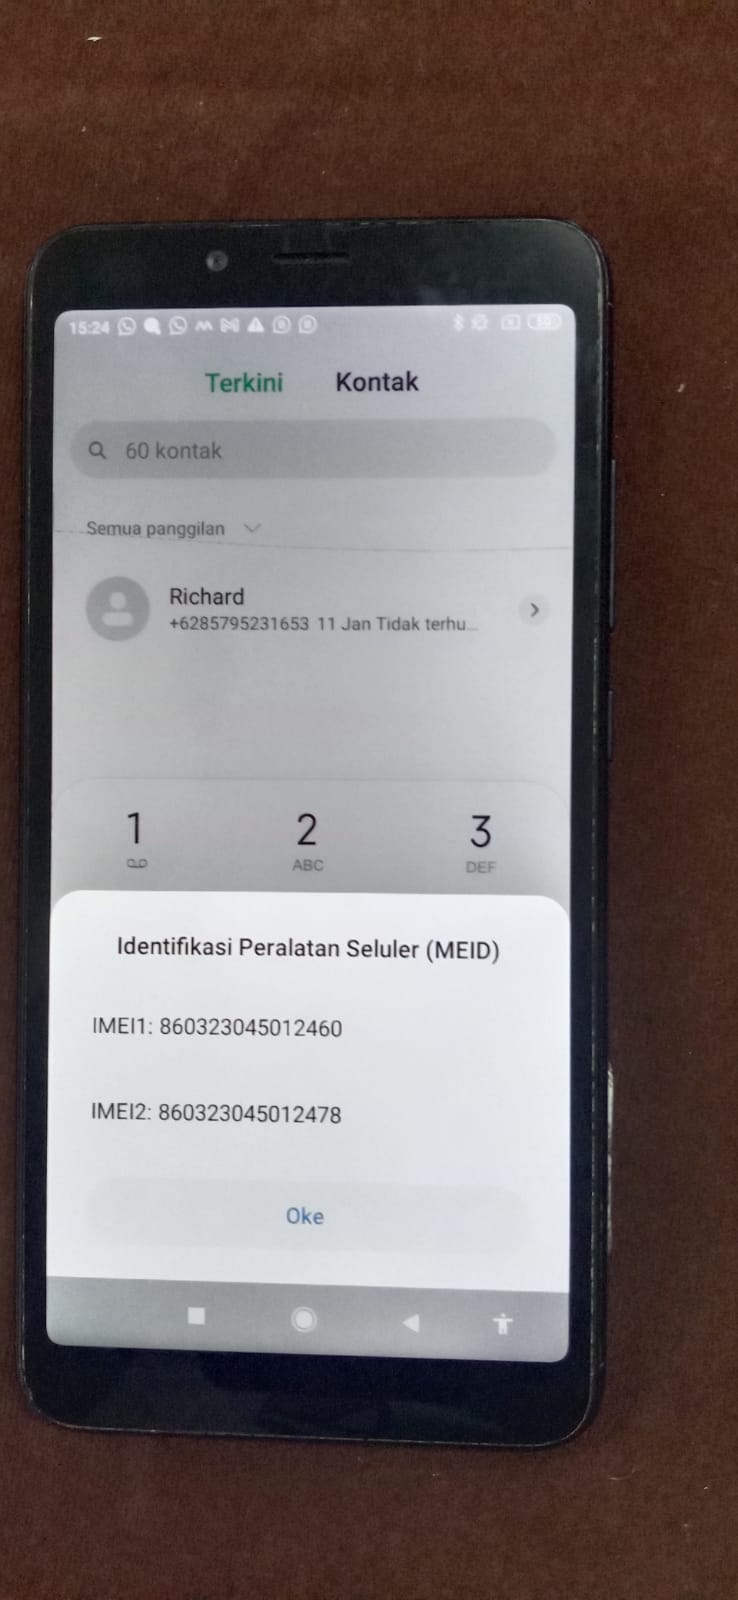 15:24
Terkini Kontak
60 kontak
Semua panggilan
Richard
+6285795231653 11 Jan Tidak terhu...
1 2 3
ABC DEF
Identifikasi Peralatan Seluler (MEID)
IMEI1: 860323045012460
IMEI2: 860323045012478
Oke